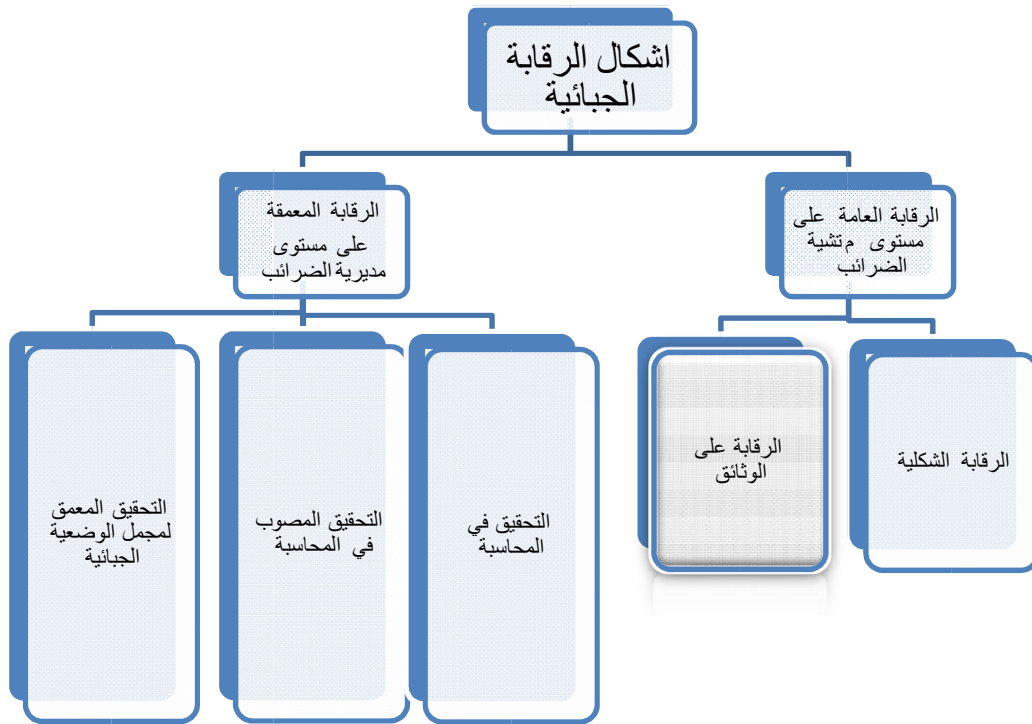 اشكال الرقابة
الجبائية
الرقابة العامة على
مستوى متشية
الضرائب
الرقابة المعمقة
على مستوى
مديرية الضرائب
الرقابة الشكلية
الرقابة على
الوثائق
التحقيق في
المحاسبة
التحقيق المصوب
في المحاسبة
التحقيق المعمق
لمجمل الوضعية
الجبائية